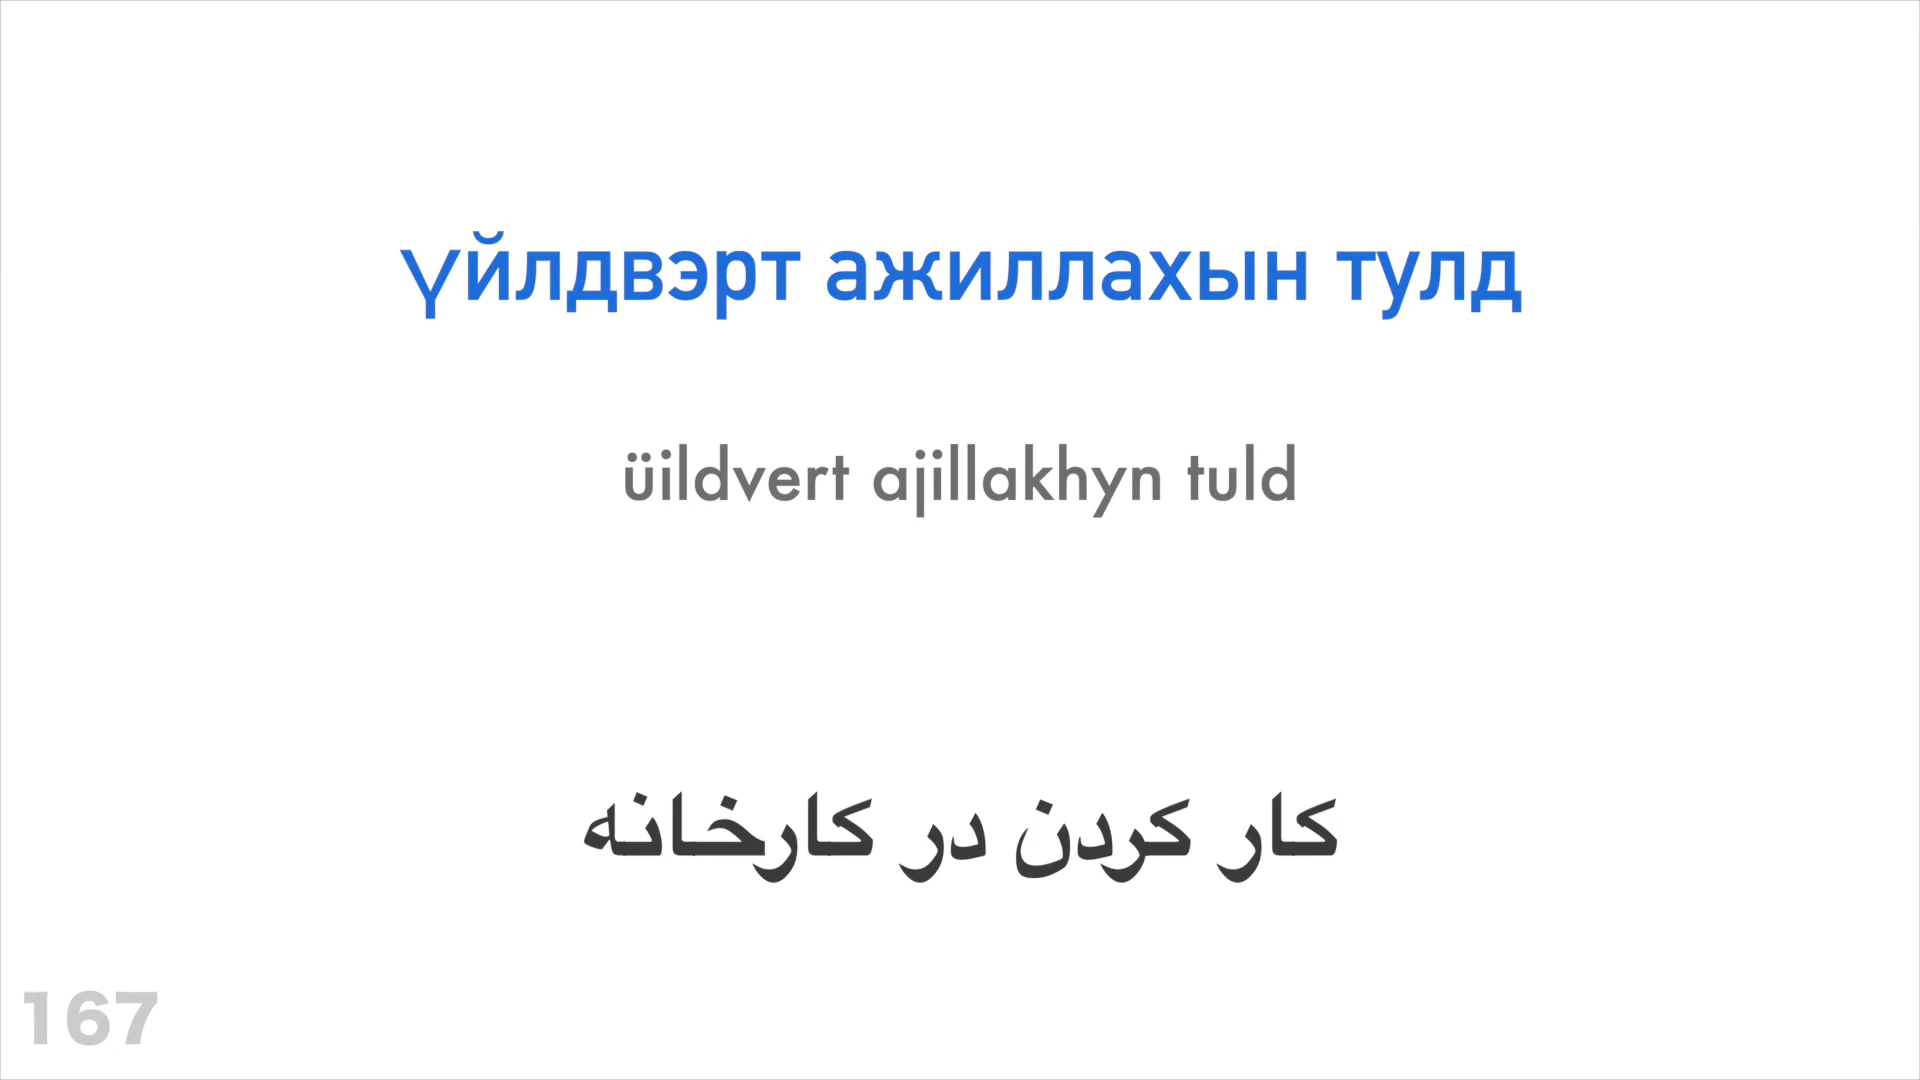 үйлдвэрт ажиллахын тулд
üildvert ajillakhyn tuld
کار کردن در کارخانه
167